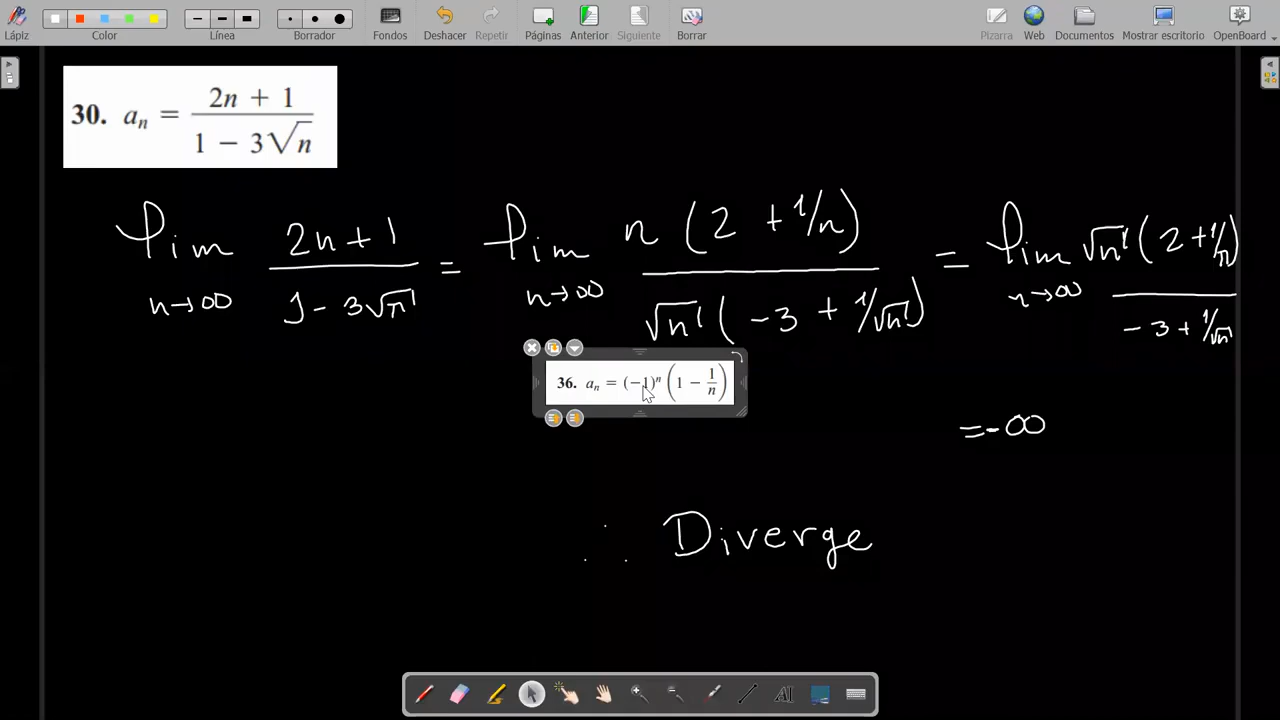 Lápiz Color Línea Borrador Fondos Deshacer Repetir Páginas Anterior Siguiente Borrar Pizarra Web Documentos Mostrar escritorio OpenBoard
30. aₙ = (2n + 1)/(1 − 3√n)
lim n→∞ (2n+1)/(1−3√n) = lim n→∞ n(2 + 1/n)/(√n(−3 + 1/√n)) = lim n→∞ √n(2 + 1/n)/(−3 + 1/√n)
36. aₙ = (−1)ⁿ(1 − 1/n)
= -∞
∴ Diverge
AI